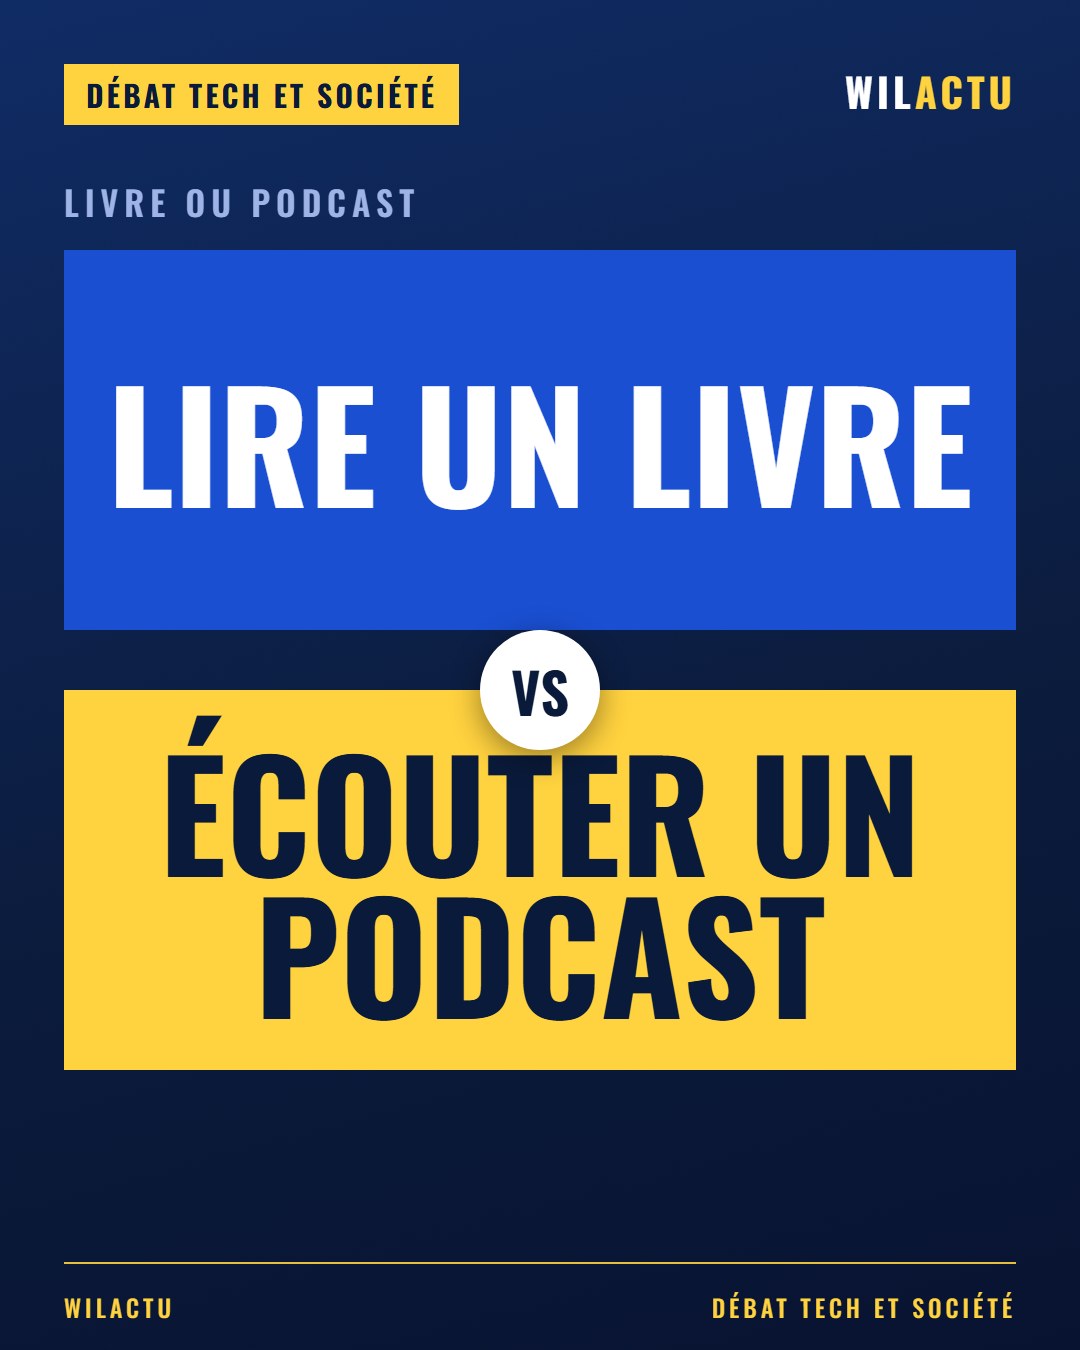 DÉBAT TECH ET SOCIÉTÉ
WILACTU
LIVRE OU PODCAST
LIRE UN LIVRE
VS
ÉCOUTER UN
PODCAST
WILACTU
DÉBAT TECH ET SOCIÉTÉ